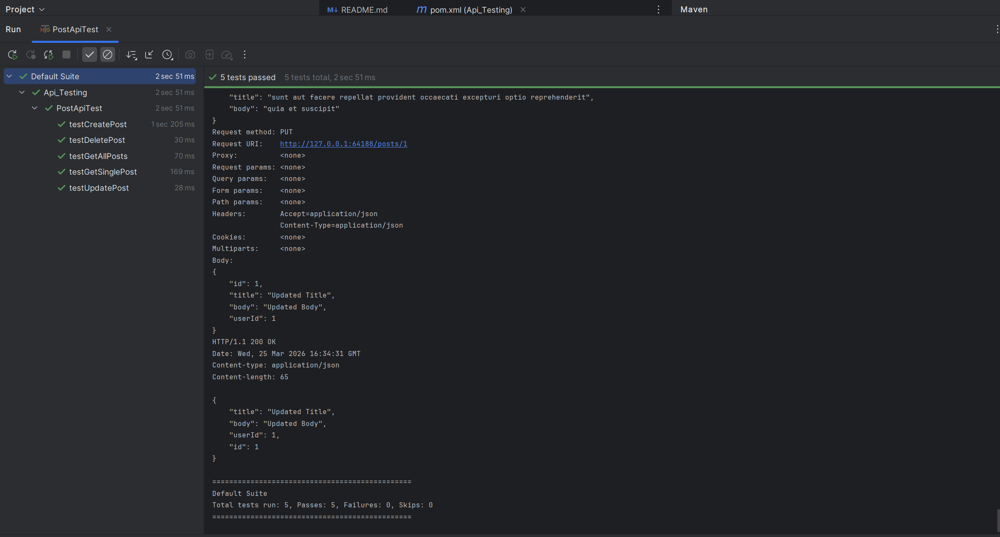 Project
README.md
pom.xml (Api_Testing)
Maven
Run
PostApiTest
Default Suite 2 sec 51 ms
Api_Testing 2 sec 51 ms
PostApiTest 2 sec 51 ms
testCreatePost 1 sec 205 ms
testDeletePost 30 ms
testGetAllPosts 70 ms
testGetSinglePost 169 ms
testUpdatePost 28 ms
5 tests passed 5 tests total, 2 sec 51 ms
"title": "sunt aut facere repellat provident occaecati excepturi optio reprehenderit",
"body": "quia et suscipit"
}
Request method: PUT
Request URI: http://127.0.0.1:64188/posts/1
Proxy: <none>
Request params: <none>
Query params: <none>
Form params: <none>
Path params: <none>
Headers: Accept=application/json
Content-Type=application/json
Cookies: <none>
Multiparts: <none>
Body:
{
"id": 1,
"title": "Updated Title",
"body": "Updated Body",
"userId": 1
}
HTTP/1.1 200 OK
Date: Wed, 25 Mar 2026 16:34:31 GMT
Content-type: application/json
Content-length: 65
{
"title": "Updated Title",
"body": "Updated Body",
"userId": 1,
"id": 1
}
===============================================
Default Suite
Total tests run: 5, Passes: 5, Failures: 0, Skips: 0
===============================================